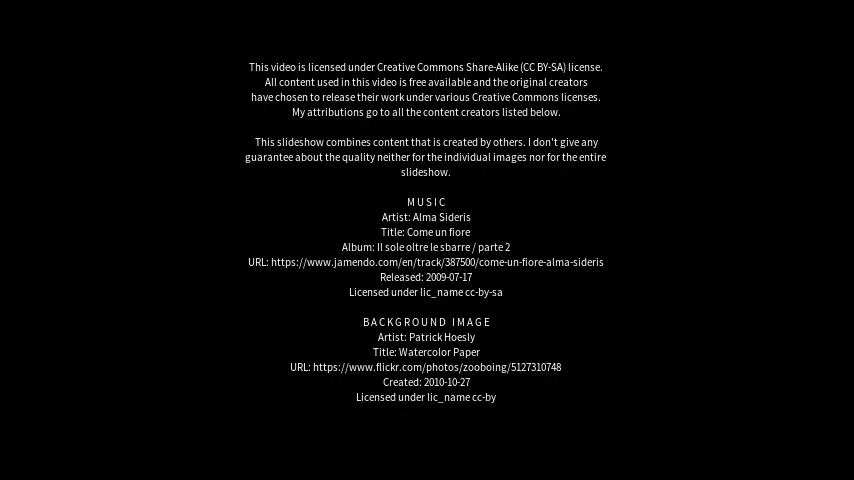 This video is licensed under Creative Commons Share-Alike (CC BY-SA) license.
All content used in this video is free available and the original creators
have chosen to release their work under various Creative Commons licenses.
My attributions go to all the content creators listed below.
This slideshow combines content that is created by others. I don't give any
guarantee about the quality neither for the individual images nor for the entire
slideshow.
MUSIC
Artist: Alma Sideris
Title: Come un fiore
Album: Il sole oltre le sbarre / parte 2
URL: https://www.jamendo.com/en/track/387500/come-un-fiore-alma-sideris
Released: 2009-07-17
Licensed under lic_name cc-by-sa
BACKGROUND IMAGE
Artist: Patrick Hoesly
Title: Watercolor Paper
URL: https://www.flickr.com/photos/zooboing/5127310748
Created: 2010-10-27
Licensed under lic_name cc-by